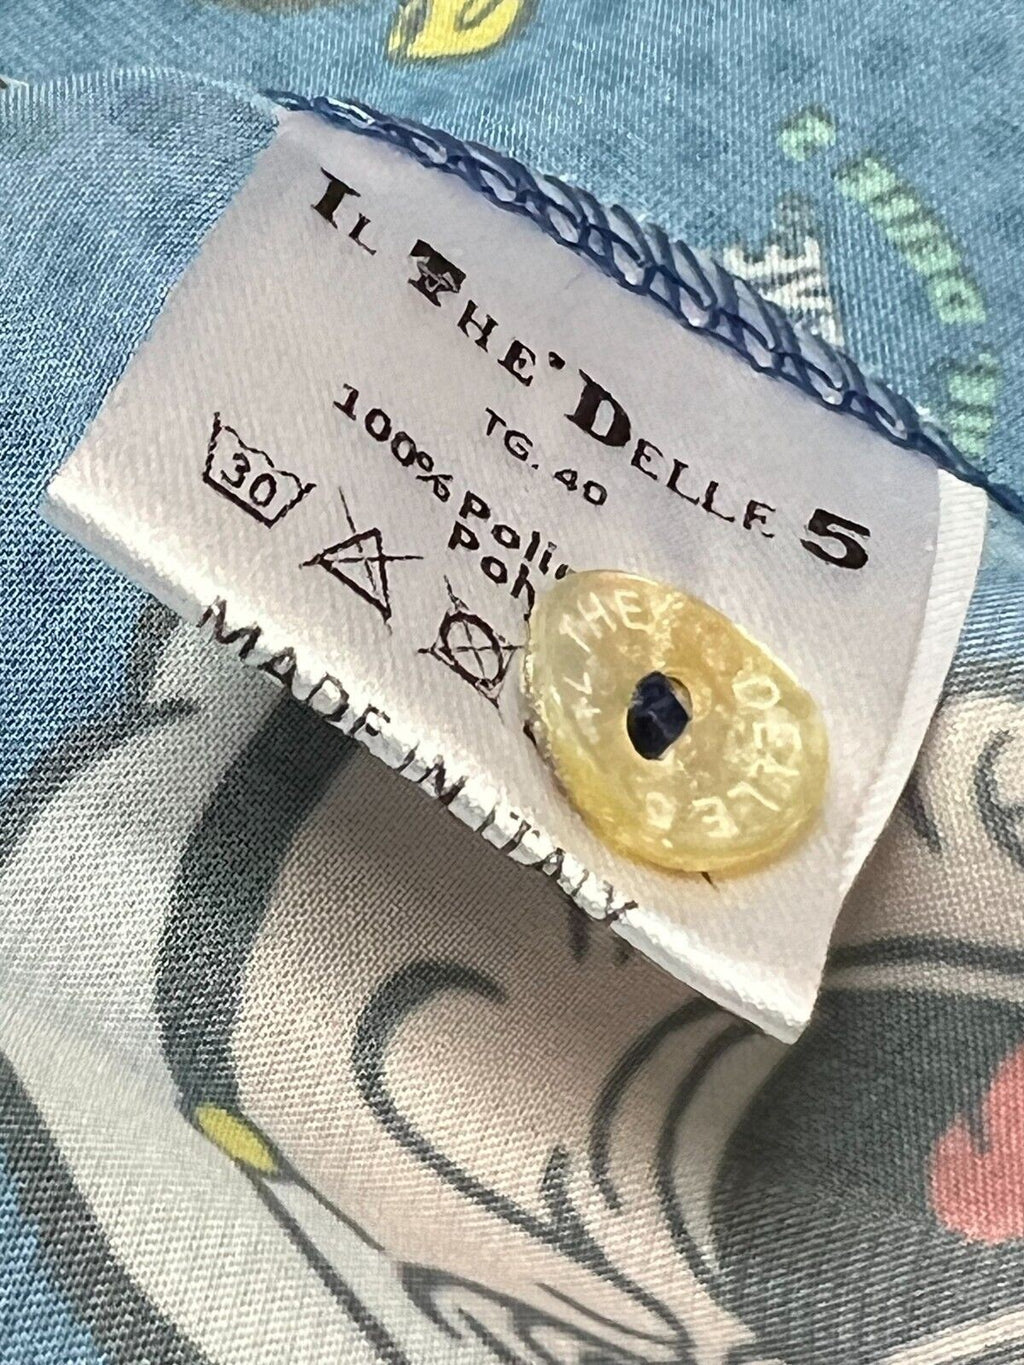 IL THE' DELLE 5
TG. 40
100% poli
30
MADE IN ITALY
THE DELLE